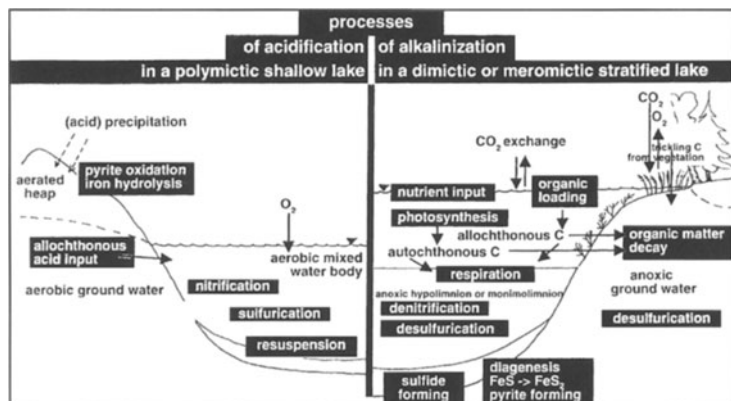 processes
of acidification
of alkalinization
in a polymictic shallow lake
in a dimictic or meromictic stratified lake
(acid) precipitation
aerated
heap
pyrite oxidation
iron hydrolysis
O₂
allochthonous
acid input
aerobic mixed
water body
aerobic ground water
nitrification
sulfurication
resuspension
CO₂
O₂
CO₂ exchange
trickling C
from vegetation
nutrient input
organic
loading
photosynthesis
allochthonous C
autochthonous C
organic matter
decay
respiration
anoxic hypolimnion or monimolimnion
anoxic
ground water
denitrification
desulfurication
desulfurication
sulfide
forming
diagenesis
FeS -> FeS₂
pyrite forming